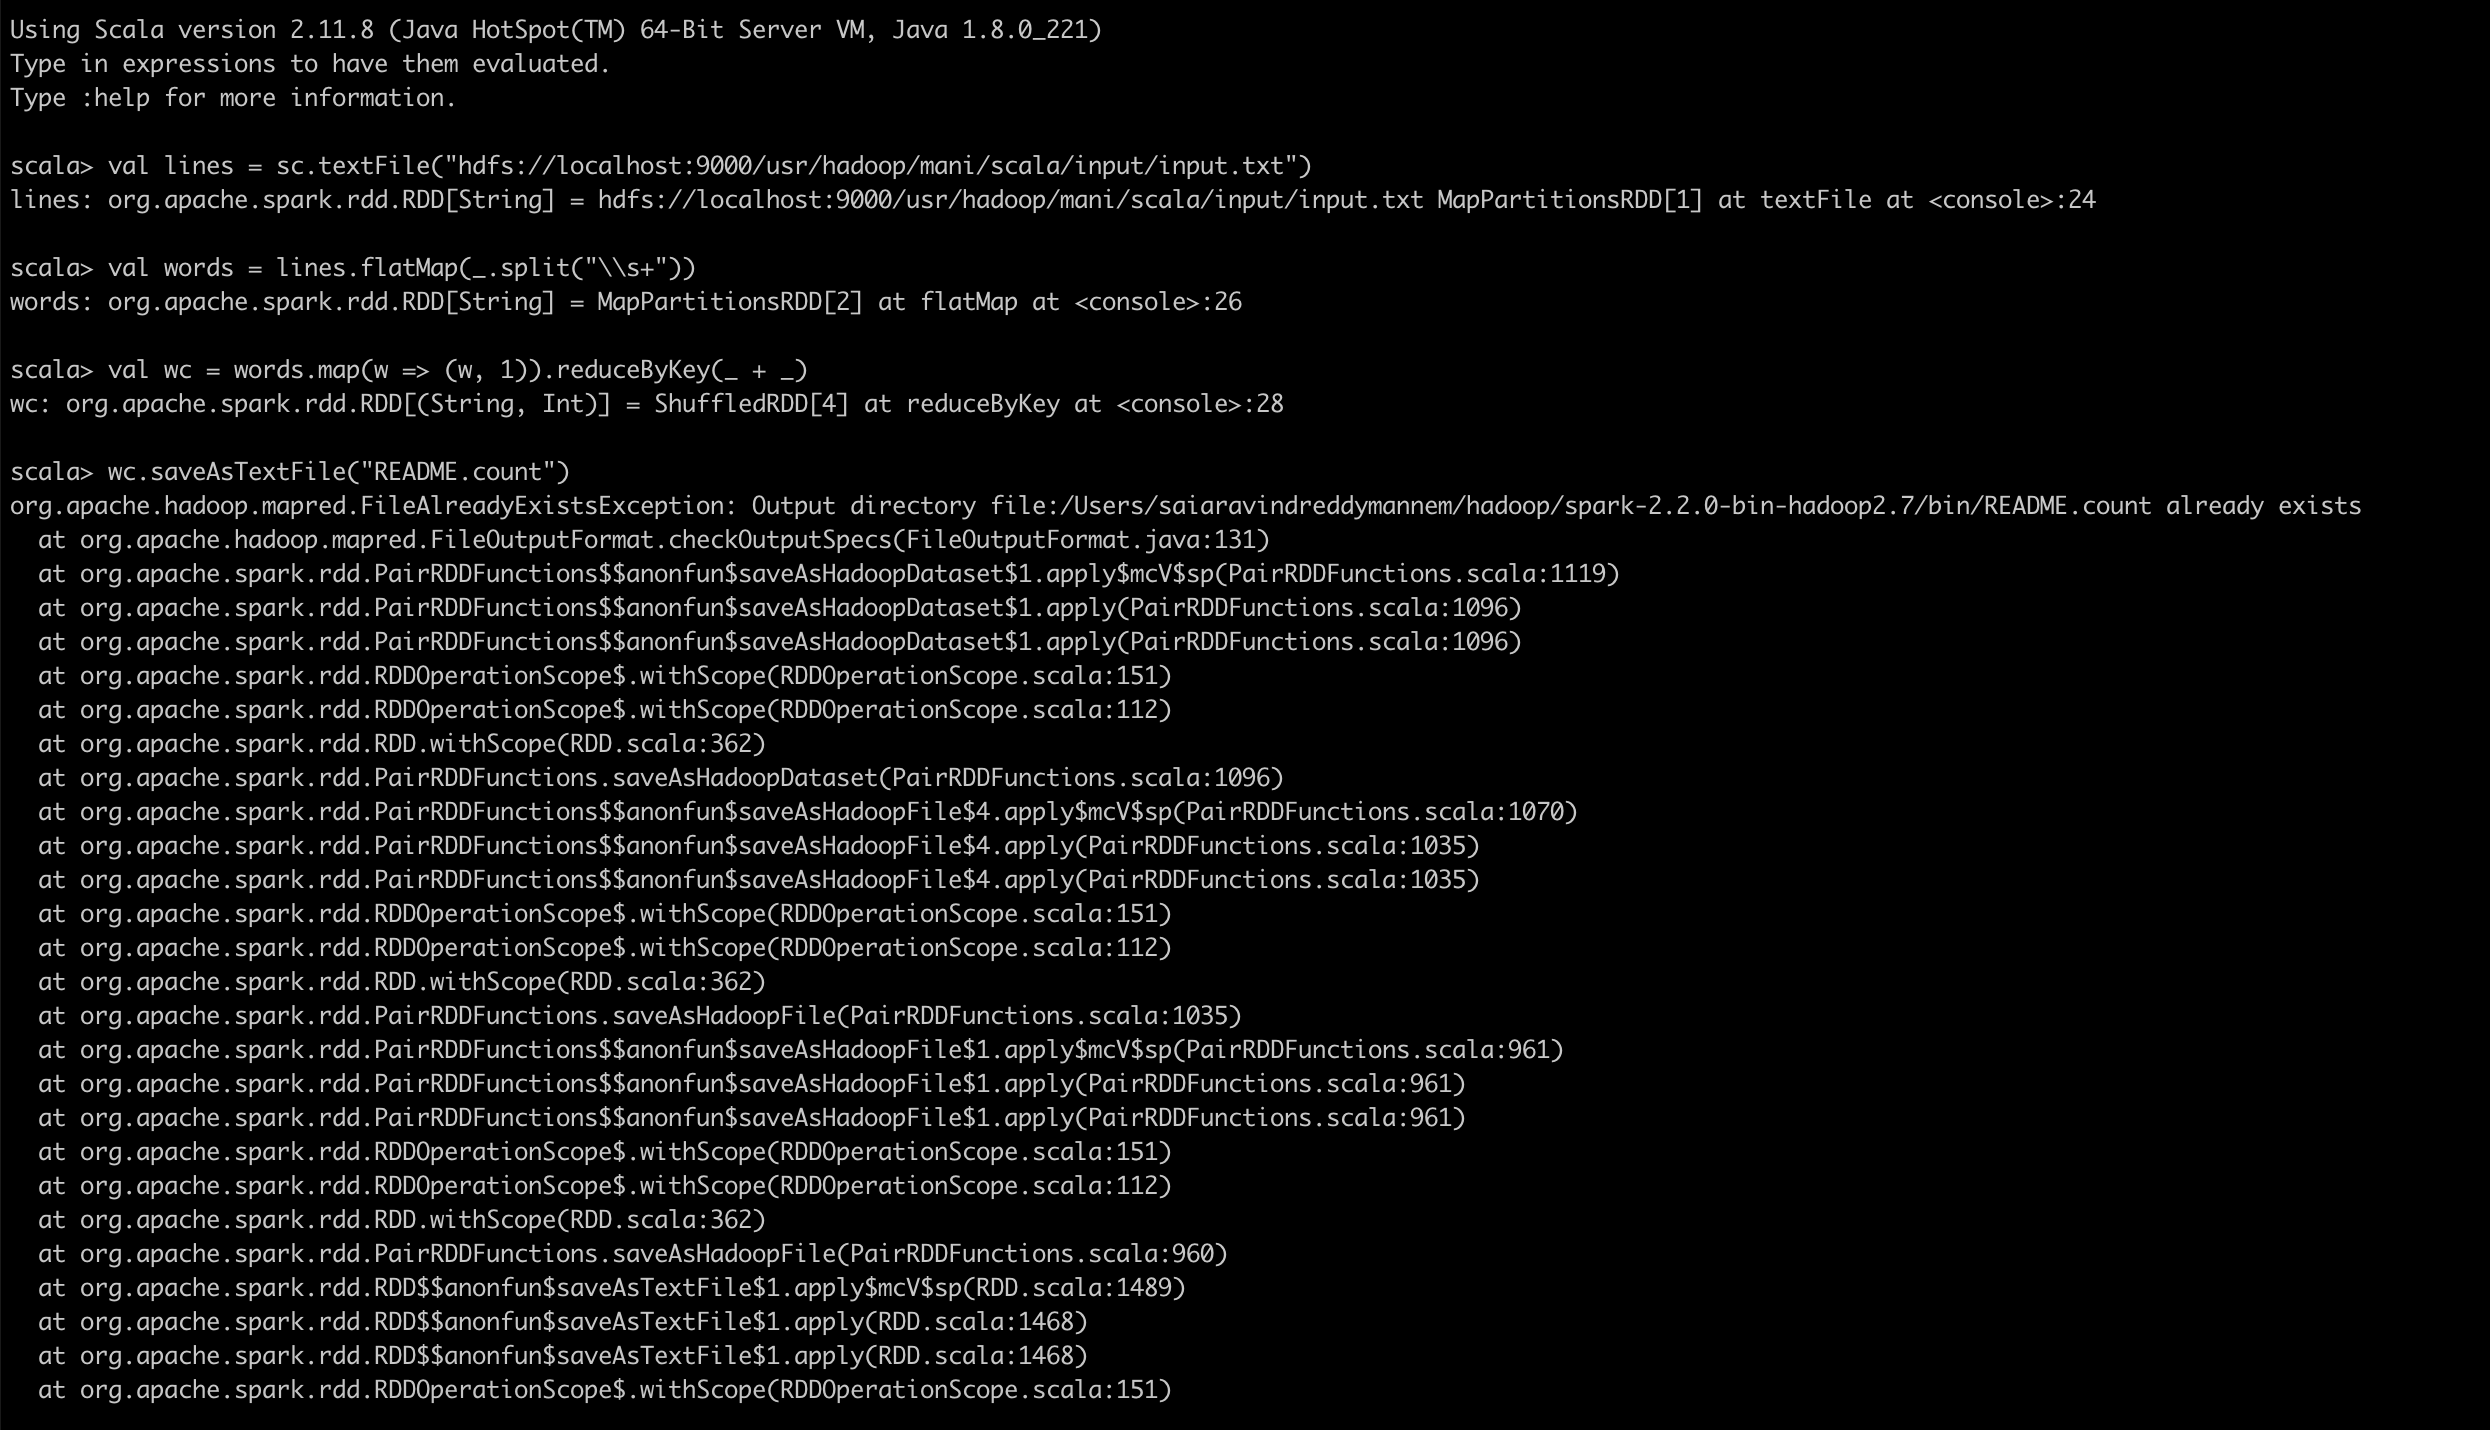 Using Scala version 2.11.8 (Java HotSpot(TM) 64-Bit Server VM, Java 1.8.0_221)
Type in expressions to have them evaluated.
Type :help for more information.
scala> val lines = sc.textFile("hdfs://localhost:9000/usr/hadoop/mani/scala/input/input.txt")
lines: org.apache.spark.rdd.RDD[String] = hdfs://localhost:9000/usr/hadoop/mani/scala/input/input.txt MapPartitionsRDD[1] at textFile at <console>:24
scala> val words = lines.flatMap(_.split("\\s+"))
words: org.apache.spark.rdd.RDD[String] = MapPartitionsRDD[2] at flatMap at <console>:26
scala> val wc = words.map(w => (w, 1)).reduceByKey(_ + _)
wc: org.apache.spark.rdd.RDD[(String, Int)] = ShuffledRDD[4] at reduceByKey at <console>:28
scala> wc.saveAsTextFile("README.count")
org.apache.hadoop.mapred.FileAlreadyExistsException: Output directory file:/Users/saiaravindreddymannem/hadoop/spark-2.2.0-bin-hadoop2.7/bin/README.count already exists
  at org.apache.hadoop.mapred.FileOutputFormat.checkOutputSpecs(FileOutputFormat.java:131)
  at org.apache.spark.rdd.PairRDDFunctions$$anonfun$saveAsHadoopDataset$1.apply$mcV$sp(PairRDDFunctions.scala:1119)
  at org.apache.spark.rdd.PairRDDFunctions$$anonfun$saveAsHadoopDataset$1.apply(PairRDDFunctions.scala:1096)
  at org.apache.spark.rdd.PairRDDFunctions$$anonfun$saveAsHadoopDataset$1.apply(PairRDDFunctions.scala:1096)
  at org.apache.spark.rdd.RDDOperationScope$.withScope(RDDOperationScope.scala:151)
  at org.apache.spark.rdd.RDDOperationScope$.withScope(RDDOperationScope.scala:112)
  at org.apache.spark.rdd.RDD.withScope(RDD.scala:362)
  at org.apache.spark.rdd.PairRDDFunctions.saveAsHadoopDataset(PairRDDFunctions.scala:1096)
  at org.apache.spark.rdd.PairRDDFunctions$$anonfun$saveAsHadoopFile$4.apply$mcV$sp(PairRDDFunctions.scala:1070)
  at org.apache.spark.rdd.PairRDDFunctions$$anonfun$saveAsHadoopFile$4.apply(PairRDDFunctions.scala:1035)
  at org.apache.spark.rdd.PairRDDFunctions$$anonfun$saveAsHadoopFile$4.apply(PairRDDFunctions.scala:1035)
  at org.apache.spark.rdd.RDDOperationScope$.withScope(RDDOperationScope.scala:151)
  at org.apache.spark.rdd.RDDOperationScope$.withScope(RDDOperationScope.scala:112)
  at org.apache.spark.rdd.RDD.withScope(RDD.scala:362)
  at org.apache.spark.rdd.PairRDDFunctions.saveAsHadoopFile(PairRDDFunctions.scala:1035)
  at org.apache.spark.rdd.PairRDDFunctions$$anonfun$saveAsHadoopFile$1.apply$mcV$sp(PairRDDFunctions.scala:961)
  at org.apache.spark.rdd.PairRDDFunctions$$anonfun$saveAsHadoopFile$1.apply(PairRDDFunctions.scala:961)
  at org.apache.spark.rdd.PairRDDFunctions$$anonfun$saveAsHadoopFile$1.apply(PairRDDFunctions.scala:961)
  at org.apache.spark.rdd.RDDOperationScope$.withScope(RDDOperationScope.scala:151)
  at org.apache.spark.rdd.RDDOperationScope$.withScope(RDDOperationScope.scala:112)
  at org.apache.spark.rdd.RDD.withScope(RDD.scala:362)
  at org.apache.spark.rdd.PairRDDFunctions.saveAsHadoopFile(PairRDDFunctions.scala:960)
  at org.apache.spark.rdd.RDD$$anonfun$saveAsTextFile$1.apply$mcV$sp(RDD.scala:1489)
  at org.apache.spark.rdd.RDD$$anonfun$saveAsTextFile$1.apply(RDD.scala:1468)
  at org.apache.spark.rdd.RDD$$anonfun$saveAsTextFile$1.apply(RDD.scala:1468)
  at org.apache.spark.rdd.RDDOperationScope$.withScope(RDDOperationScope.scala:151)